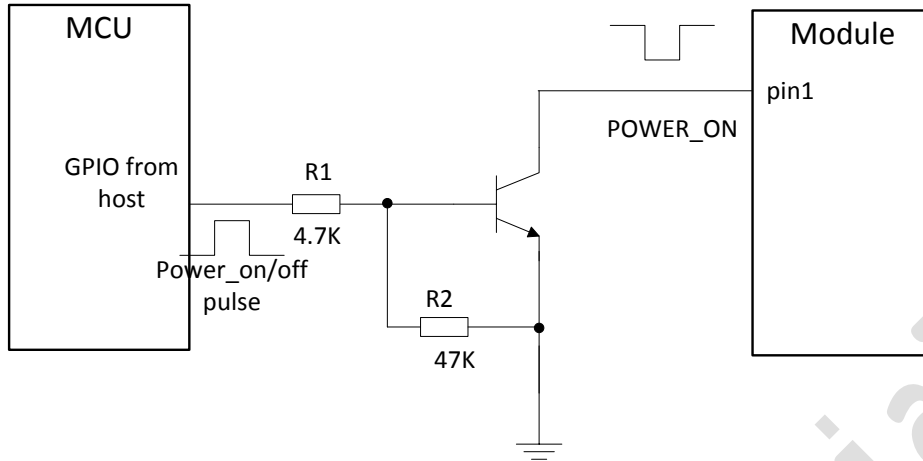 MCU
Module
pin1
POWER_ON
GPIO from
host
R1
4.7K
Power_on/off
pulse
R2
47K